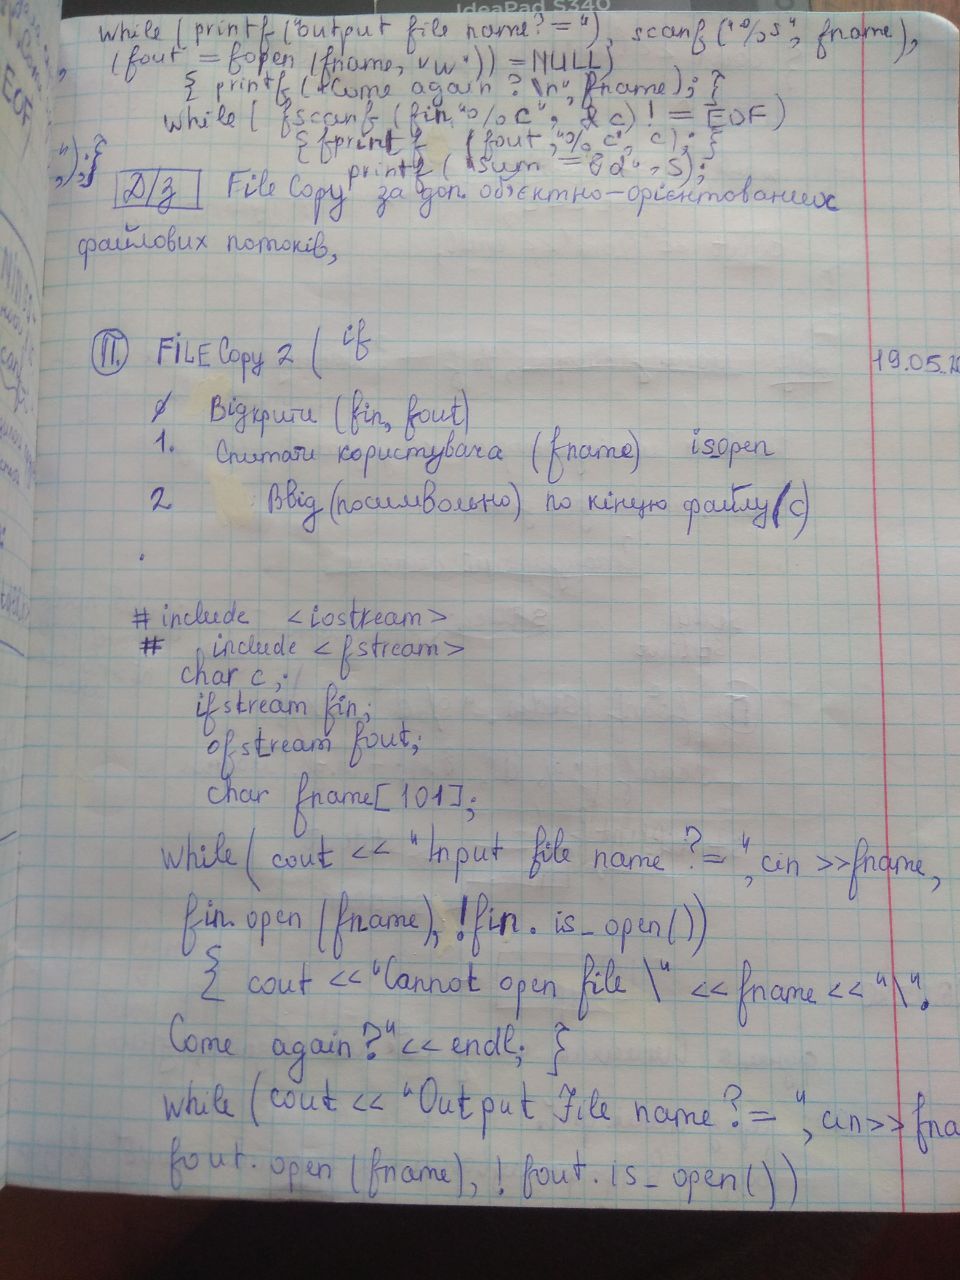 IdeaPad S340
while ( printf ("output file name? = "), scanf ("%s", fname),
(fout = fopen (fname, "w")) = NULL)
{ printf ("Come again? \n", fname); }
while ( fscanf (fin, "%c", &c) ! = EOF)
{ fprintf (fout, "%c", c); }
printf ( "sum = %d", S);
EOF
");}
Д/З File Copy за доп. об'єктно-орієнтованих
файлових потоків,
II. FILE Copy 2 ( if
19.05.
Відкрити (fin, fout)
1. Спитати користувача (fname) isopen
2 Ввід (посимвольно) по кінцю файлу (c)
# include <iostream>
# include <fstream>
char c;
ifstream fin;
ofstream fout;
char fname[101];
while ( cout << "Input file name ?= ", cin >>fname,
fin. open (fname), !fin. is_open())
{ cout <<"Cannot open file \" << fname << "\".
Come again?"<< endl; }
while ( cout << "Output File name ?= ", cin>> fna
fout. open (fname), ! fout. is_open())